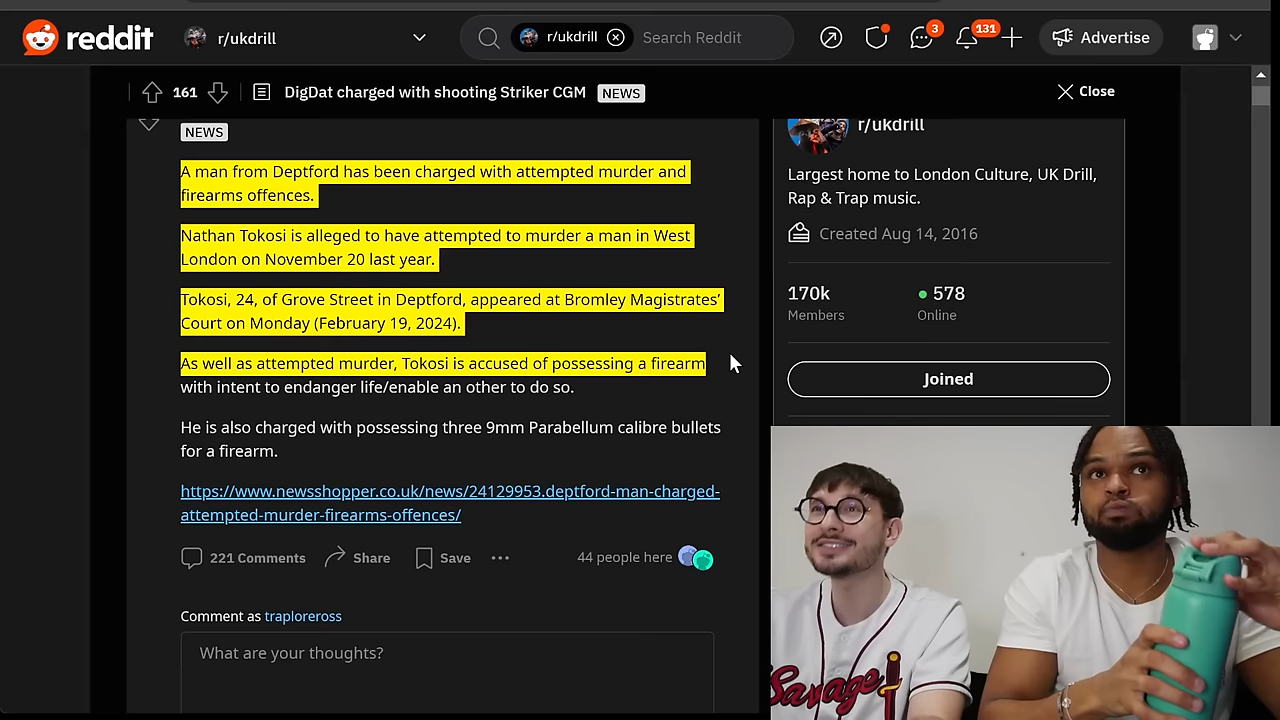 reddit
r/ukdrill
r/ukdrill
Search Reddit
3
131
Advertise
161
DigDat charged with shooting Striker CGM
NEWS
Close
NEWS
A man from Deptford has been charged with attempted murder and
firearms offences.
Nathan Tokosi is alleged to have attempted to murder a man in West
London on November 20 last year.
Tokosi, 24, of Grove Street in Deptford, appeared at Bromley Magistrates’
Court on Monday (February 19, 2024).
As well as attempted murder, Tokosi is accused of possessing a firearm
with intent to endanger life/enable an other to do so.
He is also charged with possessing three 9mm Parabellum calibre bullets
for a firearm.
https://www.newsshopper.co.uk/news/24129953.deptford-man-charged-
attempted-murder-firearms-offences/
221 Comments
Share
Save
44 people here
Comment as traploreross
What are your thoughts?
r/ukdrill
Largest home to London Culture, UK Drill,
Rap & Trap music.
Created Aug 14, 2016
170k
578
Members
Online
Joined
Savage